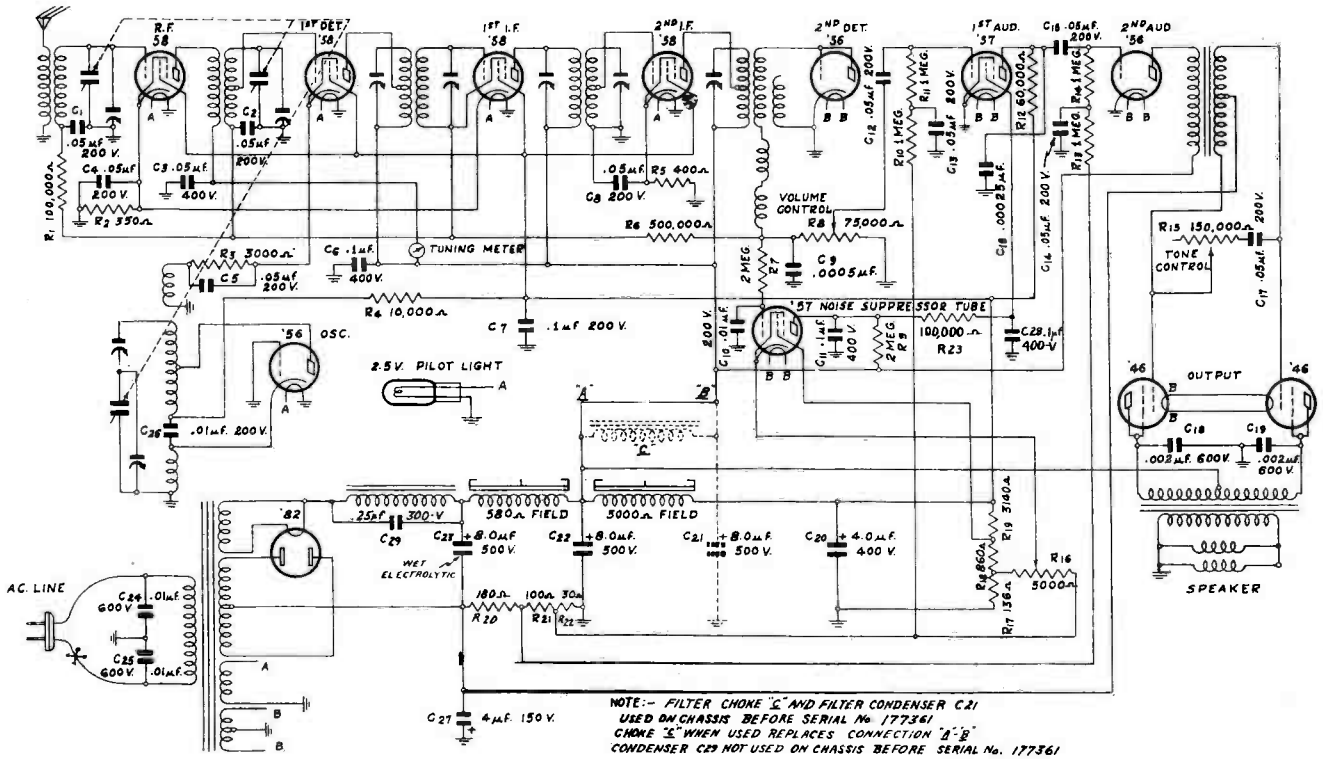 R.F.
58
1ST DET.
'58
1ST I.F.
'58
2ND I.F.
'58
2ND DET.
'56
1ST AUD.
'37
C16 .05µF.
200V.
2ND AUD
'56
C1
.05µF
200 V.
C2
.05µF
200V.
C4 .05µF
200 V.
C3 .05µF
400V.
R1 100,000Ω
R2 350Ω
A
A
A
.05µF
C8 200 V.
R5 400Ω
C12 .05µF 200V.
R11 1 MEG.
R10 1 MEG.
C13 .05µF 200V.
B B
B B
R12 60,000Ω
C18 .00025µF.
C14 .05µF. 200 V.
R14 1 MEG.
R13 1 MEG.
B B
VOLUME
CONTROL
R8 75,000Ω
R6 500,000Ω
R15 150,000Ω
TONE
CONTROL
C17 .05µF. 200V.
R3 3000Ω
C5 .05µF
200V.
C6 .1µF.
400V.
TUNING METER
2 MEG.
R7
C9
.0005µF.
R4 10,000Ω
C7 .1µF 200 V.
'57 NOISE SUPPRESSOR TUBE
C10 .01µF.
200 V.
C11 .1µF
400 V.
2 MEG.
R9
100,000Ω
R23
C28 .1µF
400-V
B B
'56 OSC.
A
2.5V. PILOT LIGHT
A
"A"
"B"
"C"
C26 .01µF 200V.
'46
OUTPUT
'46
B
B
C18
.002µF. 600V.
C19
.002µF.
600V.
'82
.25µF 300-V
C29
580Ω FIELD
5000Ω FIELD
C23 8.0µF.
500 V.
WET
ELECTROLYTIC
C22 8.0µF.
500V.
C21 8.0µF
500 V.
C20 4.0µF.
400 V.
R19 3140Ω
R18 860Ω
R17 136Ω
R16
5000Ω
SPEAKER
A.C. LINE
C24 .01µF.
600V.
C25
600V. .01µF.
180Ω
R20
100Ω
R21
30Ω
R22
A
B
B
C27 4µF. 150 V.
NOTE:- FILTER CHOKE "C" AND FILTER CONDENSER C21
USED ON CHASSIS BEFORE SERIAL No 177361
CHOKE "C" WHEN USED REPLACES CONNECTION "A"-"B"
CONDENSER C29 NOT USED ON CHASSIS BEFORE SERIAL No. 177361